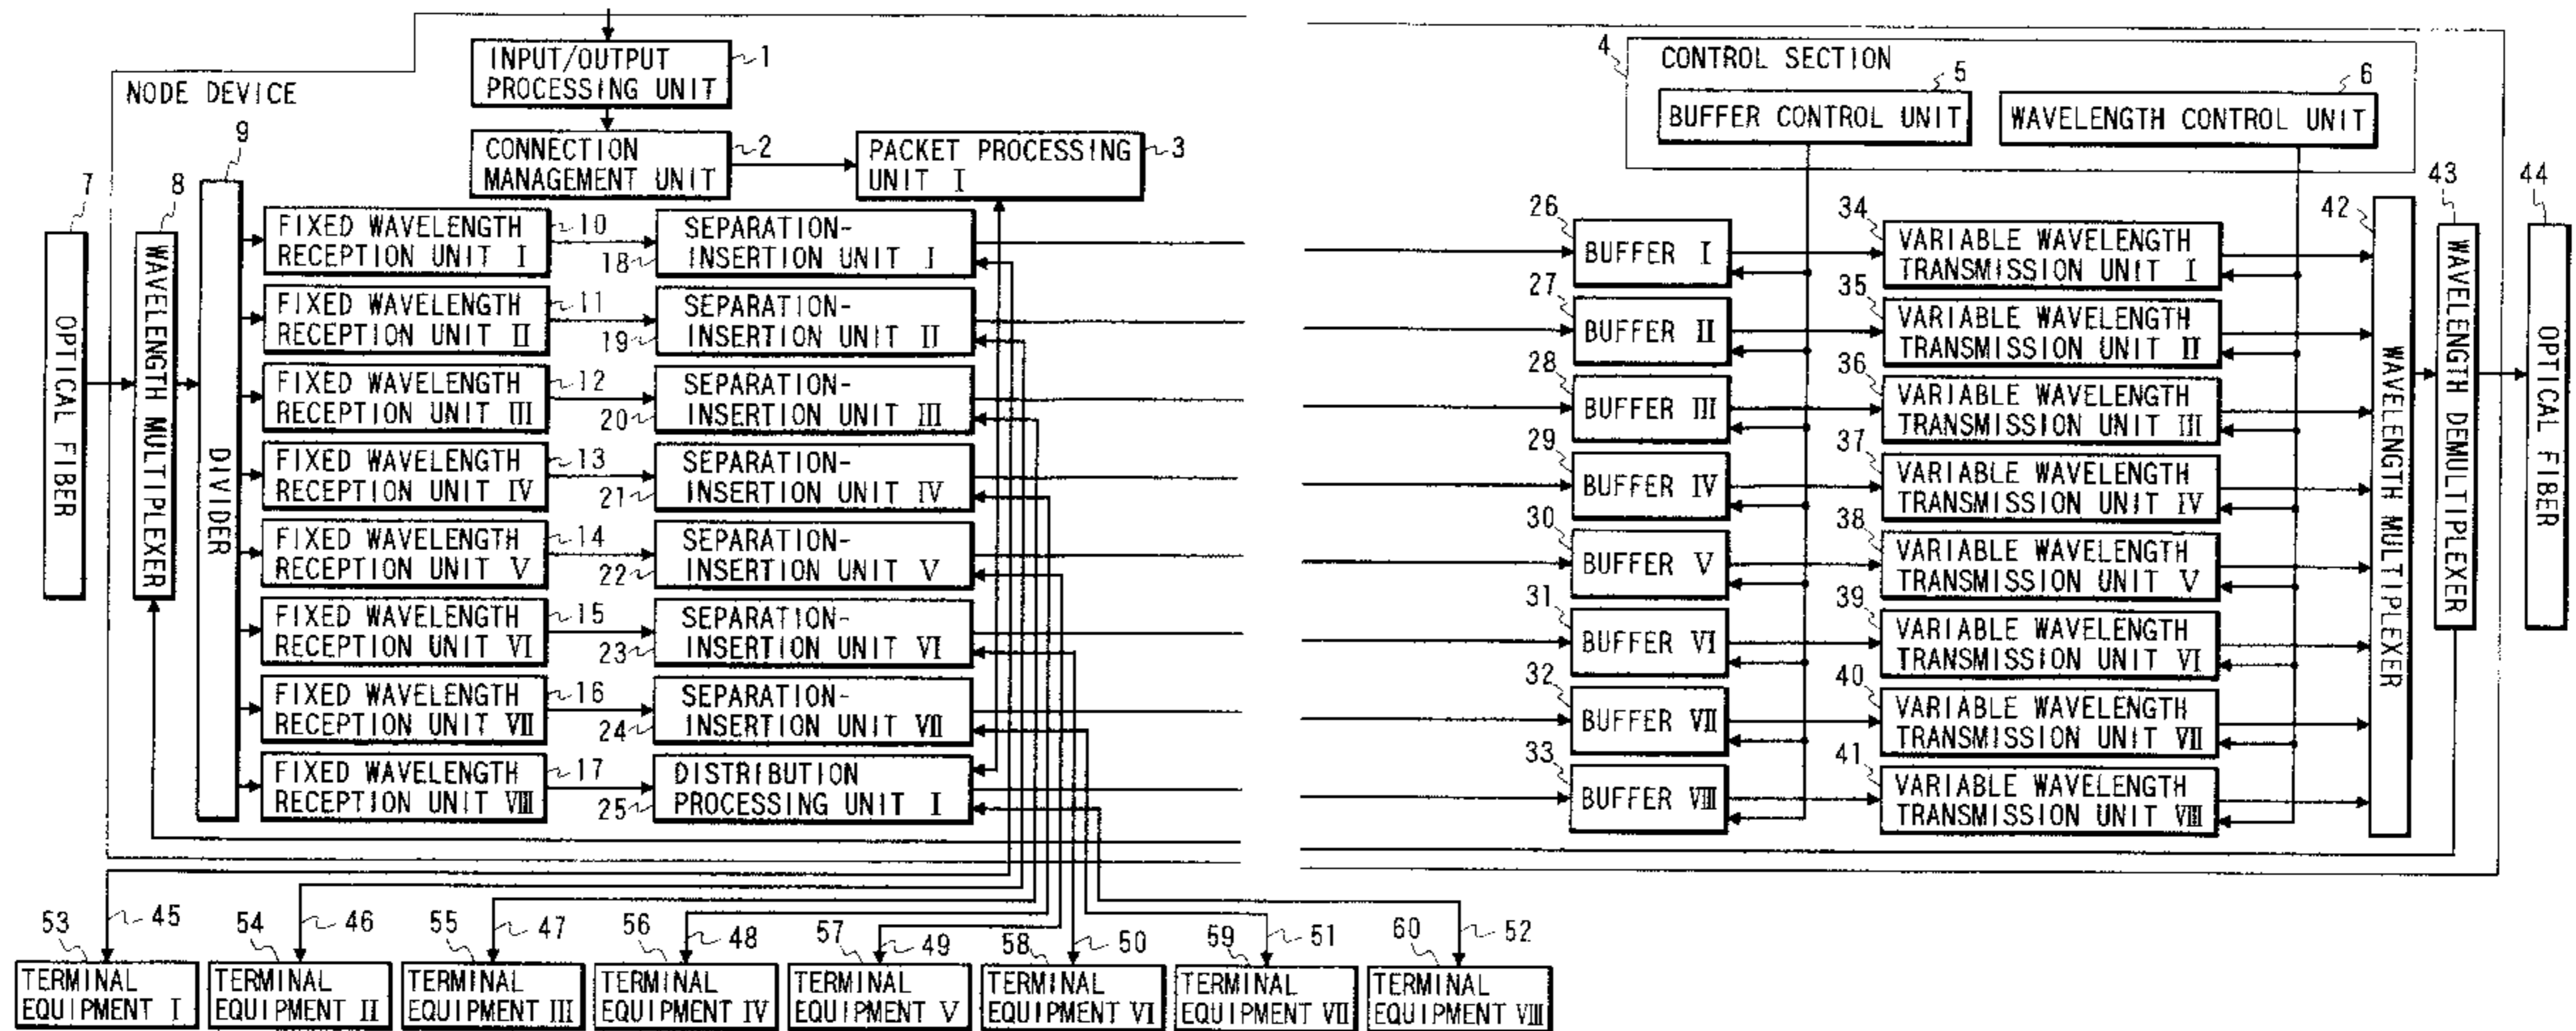 NODE DEVICE
INPUT/OUTPUT
PROCESSING UNIT
1
CONNECTION
MANAGEMENT UNIT
2
PACKET PROCESSING
UNIT I
3
4
CONTROL SECTION
5
BUFFER CONTROL UNIT
6
WAVELENGTH CONTROL UNIT
7
OPTICAL FIBER
8
WAVELENGTH MULTIPLEXER
9
DIVIDER
FIXED WAVELENGTH
RECEPTION UNIT I
10
FIXED WAVELENGTH
RECEPTION UNIT II
11
FIXED WAVELENGTH
RECEPTION UNIT III
12
FIXED WAVELENGTH
RECEPTION UNIT IV
13
FIXED WAVELENGTH
RECEPTION UNIT V
14
FIXED WAVELENGTH
RECEPTION UNIT VI
15
FIXED WAVELENGTH
RECEPTION UNIT VII
16
FIXED WAVELENGTH
RECEPTION UNIT VIII
17
SEPARATION-
INSERTION UNIT I
18
SEPARATION-
INSERTION UNIT II
19
SEPARATION-
INSERTION UNIT III
20
SEPARATION-
INSERTION UNIT IV
21
SEPARATION-
INSERTION UNIT V
22
SEPARATION-
INSERTION UNIT VI
23
SEPARATION-
INSERTION UNIT VII
24
DISTRIBUTION
PROCESSING UNIT I
25
26
BUFFER I
27
BUFFER II
28
BUFFER III
29
BUFFER IV
30
BUFFER V
31
BUFFER VI
32
BUFFER VII
33
BUFFER VIII
34
VARIABLE WAVELENGTH
TRANSMISSION UNIT I
35
VARIABLE WAVELENGTH
TRANSMISSION UNIT II
36
VARIABLE WAVELENGTH
TRANSMISSION UNIT III
37
VARIABLE WAVELENGTH
TRANSMISSION UNIT IV
38
VARIABLE WAVELENGTH
TRANSMISSION UNIT V
39
VARIABLE WAVELENGTH
TRANSMISSION UNIT VI
40
VARIABLE WAVELENGTH
TRANSMISSION UNIT VII
41
VARIABLE WAVELENGTH
TRANSMISSION UNIT VIII
42
WAVELENGTH MULTIPLEXER
43
WAVELENGTH DEMULTIPLEXER
44
OPTICAL FIBER
45
46
47
48
49
50
51
52
53
TERMINAL
EQUIPMENT I
54
TERMINAL
EQUIPMENT II
55
TERMINAL
EQUIPMENT III
56
TERMINAL
EQUIPMENT IV
57
TERMINAL
EQUIPMENT V
58
TERMINAL
EQUIPMENT VI
59
TERMINAL
EQUIPMENT VII
60
TERMINAL
EQUIPMENT VIII